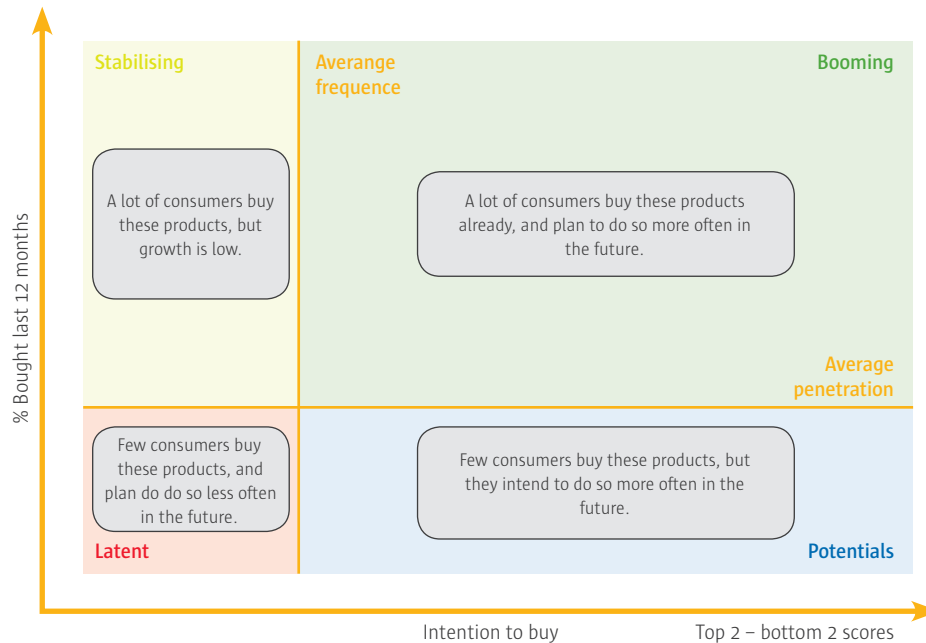 Stabilising
Averange
frequence
Booming
A lot of consumers buy
these products, but
growth is low.
A lot of consumers buy these products
already, and plan to do so more often in
the future.
% Bought last 12 months
Average
penetration
Few consumers buy
these products, and
plan do do so less often
in the future.
Few consumers buy these products, but
they intend to do so more often in the
future.
Latent
Potentials
Intention to buy
Top 2 – bottom 2 scores